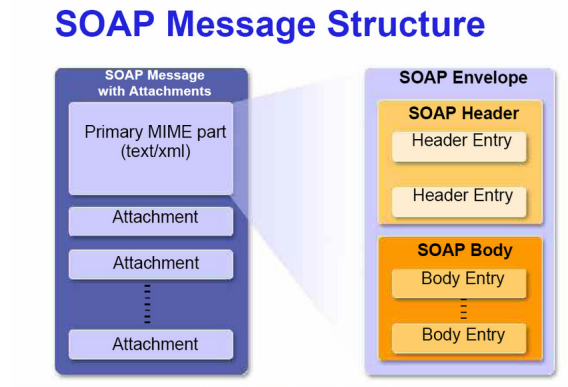 SOAP Message Structure
SOAP Message
with Attachments
Primary MIME part
(text/xml)
Attachment
Attachment
Attachment
SOAP Envelope
SOAP Header
Header Entry
Header Entry
SOAP Body
Body Entry
Body Entry